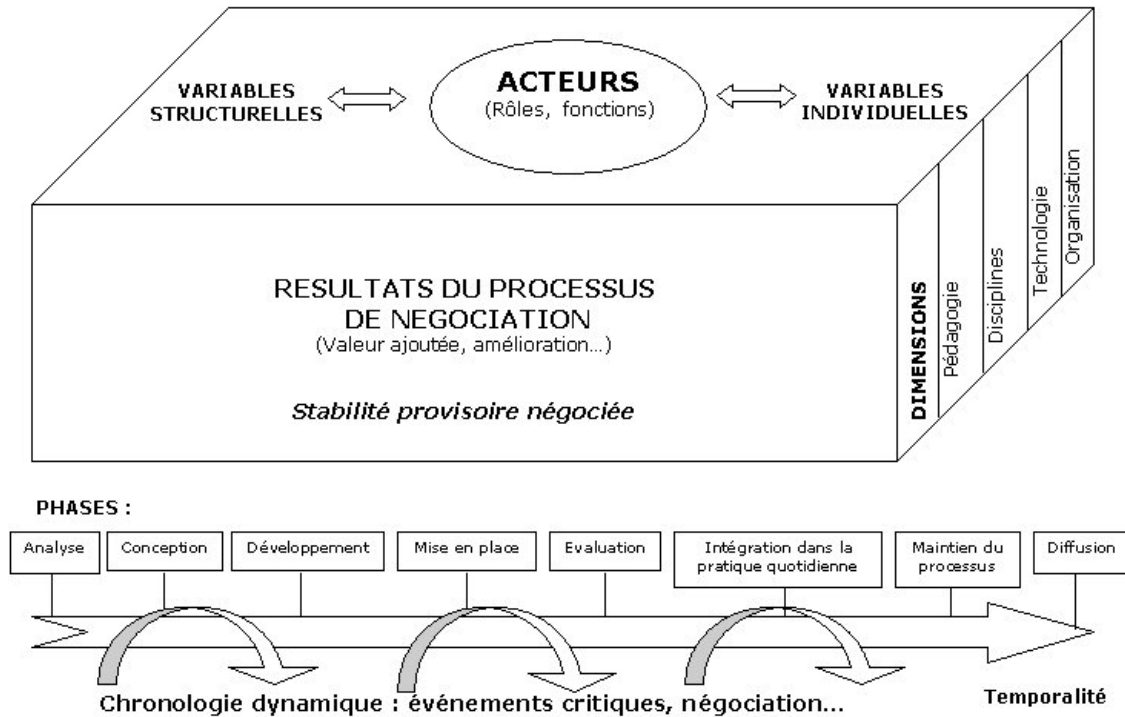 VARIABLES
STRUCTURELLES
ACTEURS
(Rôles, fonctions)
VARIABLES
INDIVIDUELLES
RESULTATS DU PROCESSUS
DE NEGOCIATION
(Valeur ajoutée, amélioration...)
Stabilité provisoire négociée
DIMENSIONS
Pédagogie
Disciplines
Technologie
Organisation
PHASES :
Analyse
Conception
Développement
Mise en place
Evaluation
Intégration dans la
pratique quotidienne
Maintien du
processus
Diffusion
Chronologie dynamique : événements critiques, négociation...
Temporalité